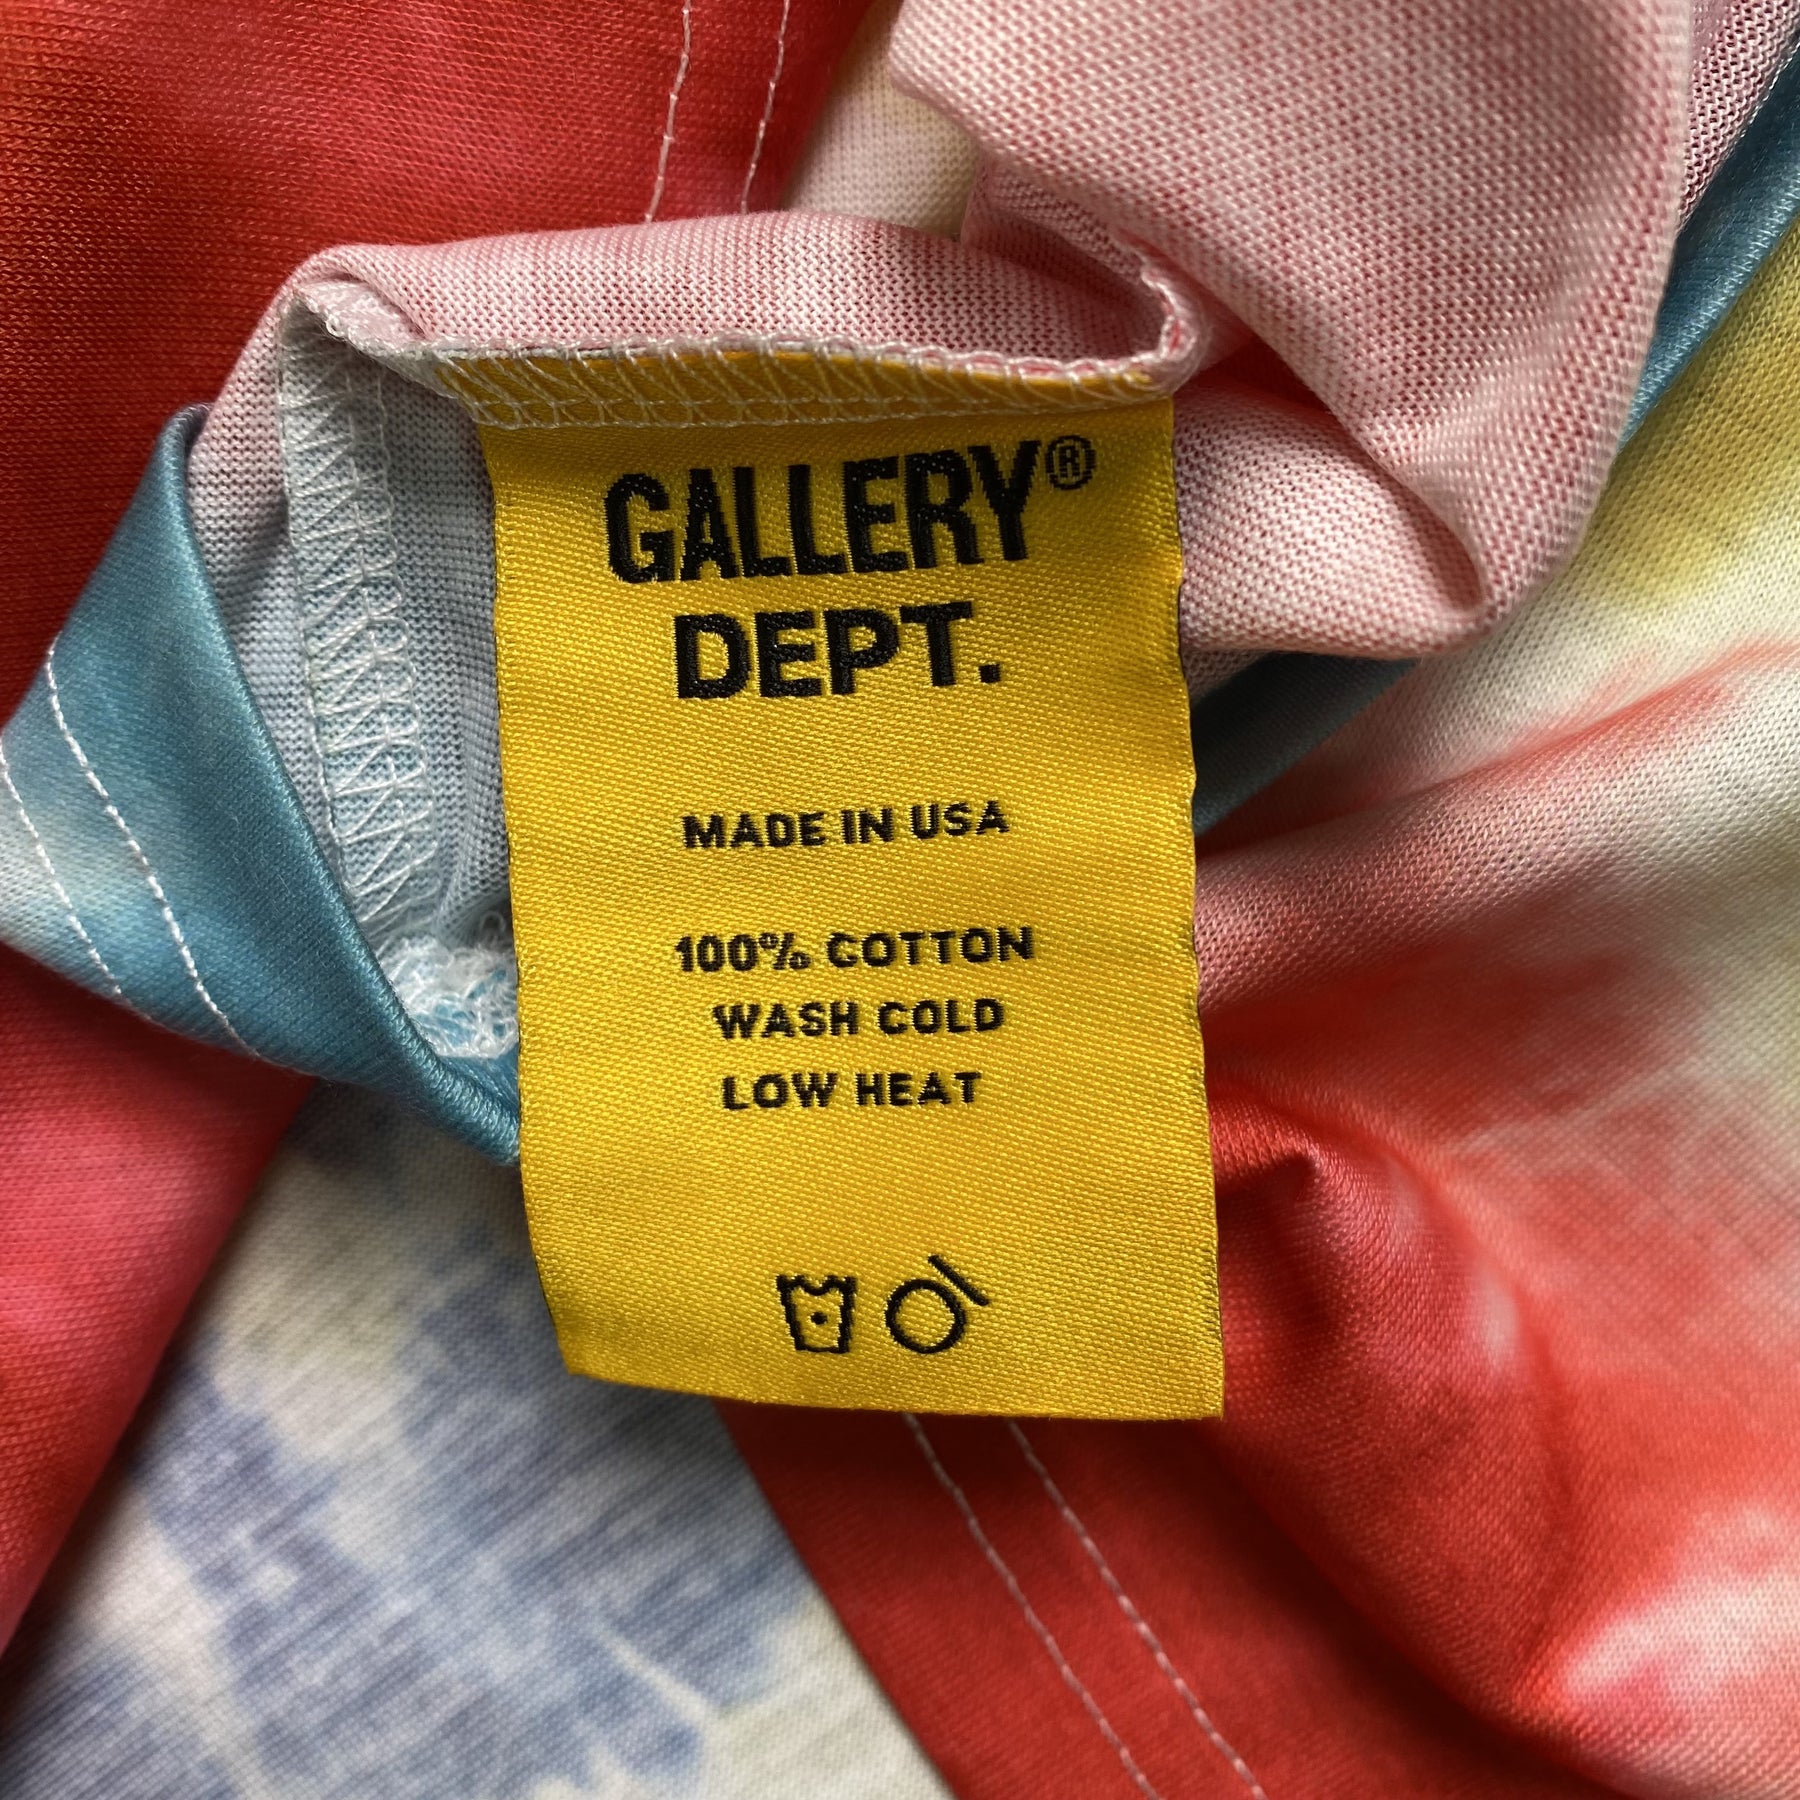 GALLERY®
DEPT.
MADE IN USA
100% COTTON
WASH COLD
LOW HEAT